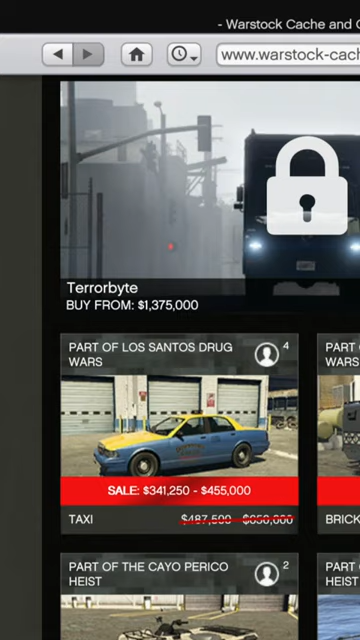 - Warstock Cache and C
www.warstock-cach
Terrorbyte
BUY FROM: $1,375,000
PART OF LOS SANTOS DRUG
WARS
4
PART
WARS
SALE: $341,250 - $455,000
TAXI
$487,500 - $650,000
BRICK
PART OF THE CAYO PERICO
HEIST
2
PART
HEIST